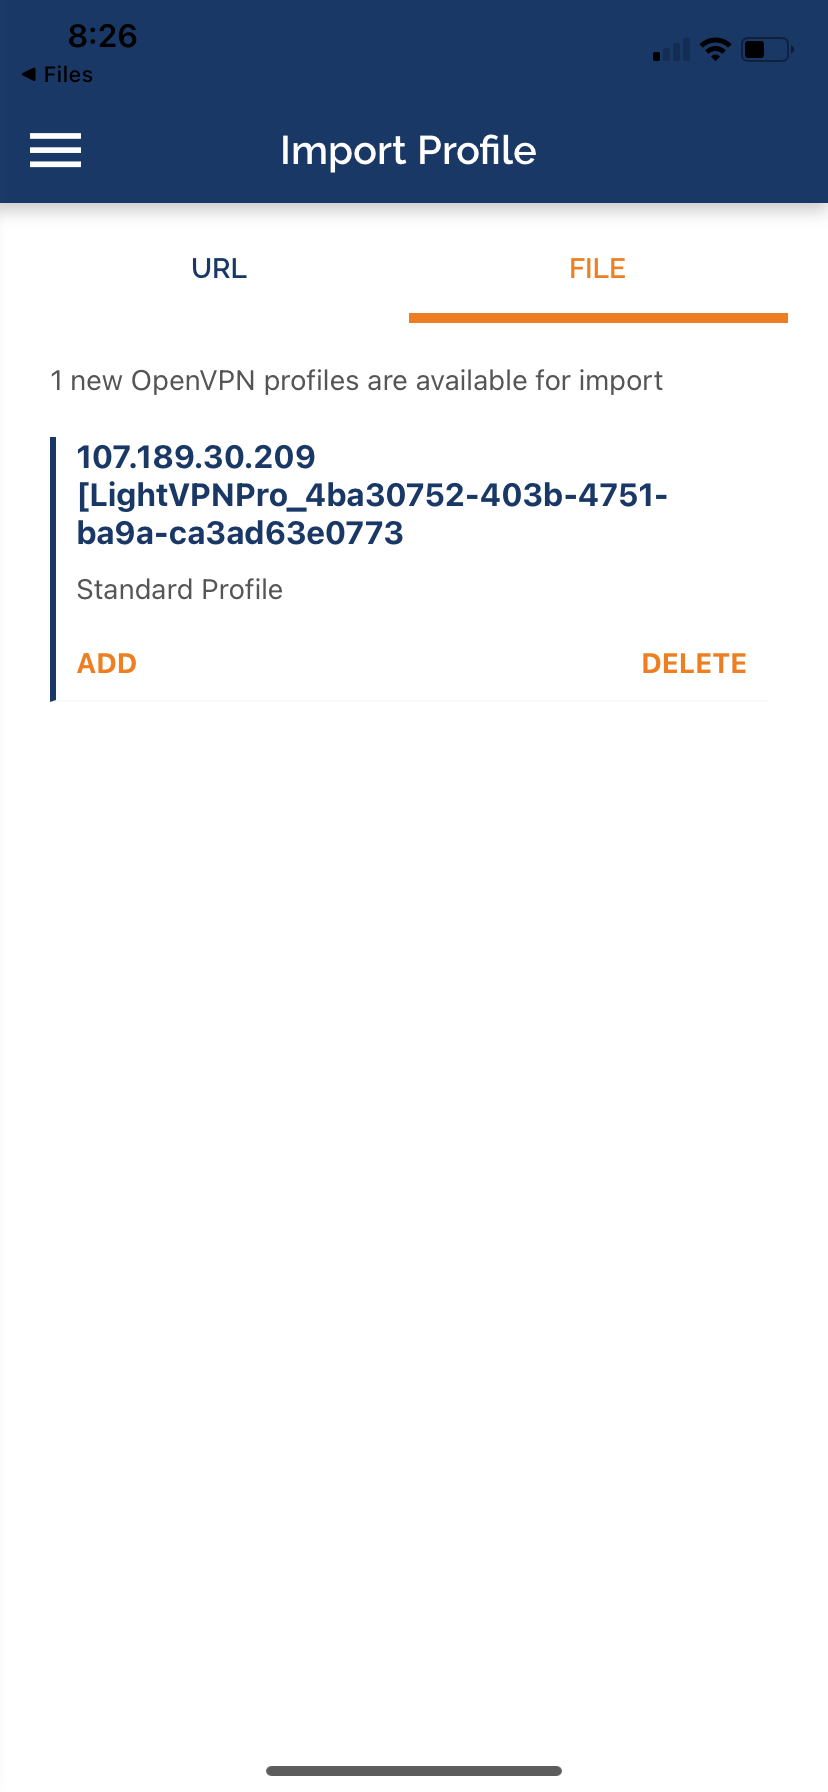 8:26
◀ Files
Import Profile
URL
FILE
1 new OpenVPN profiles are available for import
107.189.30.209
[LightVPNPro_4ba30752-403b-4751-
ba9a-ca3ad63e0773
Standard Profile
ADD
DELETE